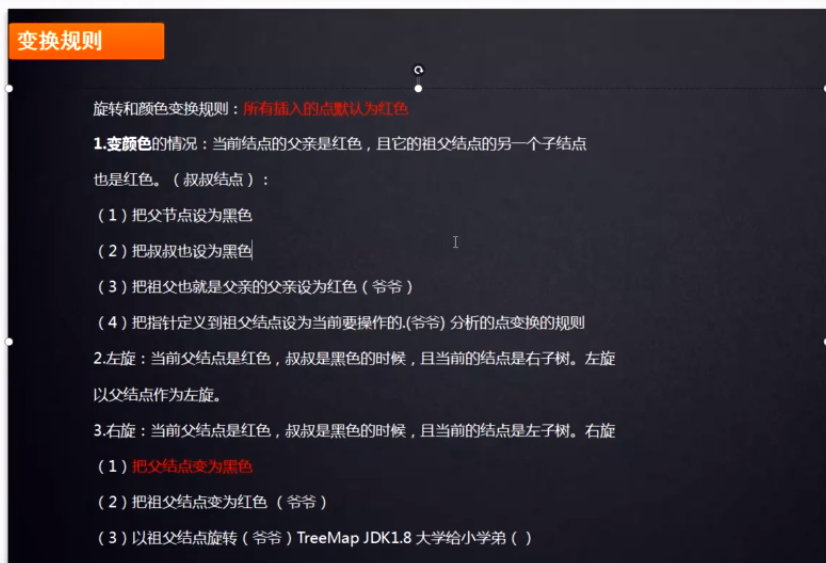 变换规则
旋转和颜色变换规则：所有插入的点默认为红色
1.变颜色的情况：当前结点的父亲是红色，且它的祖父结点的另一个子结点
也是红色。（叔叔结点）：
（1）把父节点设为黑色
（2）把叔叔也设为黑色
（3）把祖父也就是父亲的父亲设为红色（爷爷）
（4）把指针定义到祖父结点设为当前要操作的.(爷爷) 分析的点变换的规则
2.左旋：当前父结点是红色，叔叔是黑色的时候，且当前的结点是右子树。左旋
以父结点作为左旋。
3.右旋：当前父结点是红色，叔叔是黑色的时候，且当前的结点是左子树。右旋
（1）把父结点变为黑色
（2）把祖父结点变为红色 （爷爷）
（3）以祖父结点旋转（爷爷）TreeMap JDK1.8 大学给小学弟（ ）